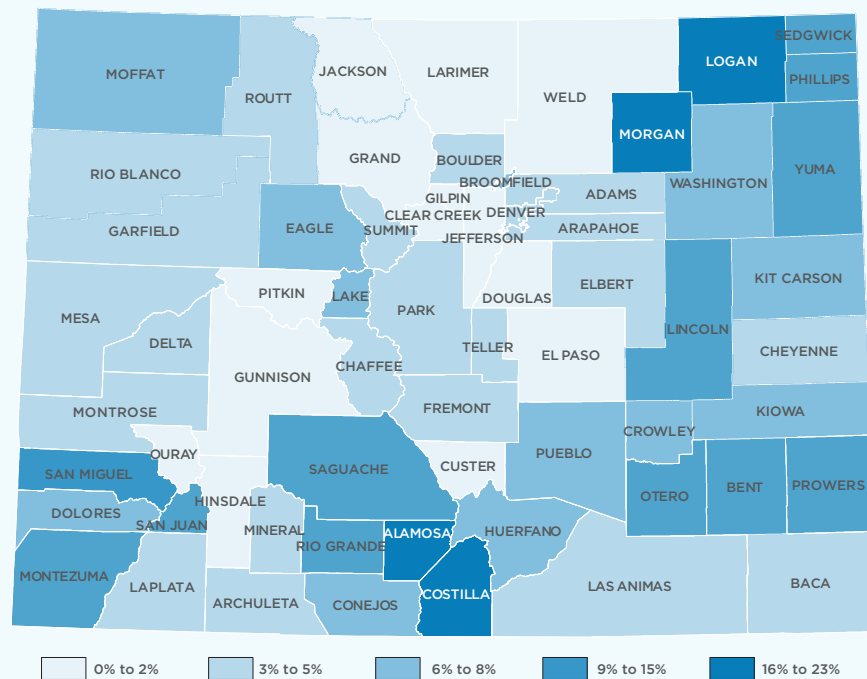 SEDGWICK
LOGAN
JACKSON
LARIMER
MOFFAT
PHILLIPS
ROUTT
WELD
MORGAN
GRAND
BOULDER
RIO BLANCO
YUMA
BROOMFIELD
WASHINGTON
ADAMS
GILPIN
DENVER
CLEAR CREEK
EAGLE
SUMMIT
ARAPAHOE
GARFIELD
JEFFERSON
KIT CARSON
ELBERT
PITKIN
LAKE
DOUGLAS
PARK
MESA
LINCOLN
DELTA
TELLER
CHEYENNE
EL PASO
CHAFFEE
GUNNISON
FREMONT
MONTROSE
KIOWA
CROWLEY
OURAY
PUEBLO
CUSTER
SAGUACHE
SAN MIGUEL
PROWERS
BENT
OTERO
HINSDALE
DOLORES
SAN JUAN
MINERAL
ALAMOSA
HUERFANO
RIO GRANDE
MONTEZUMA
BACA
LAPLATA
LAS ANIMAS
COSTILLA
ARCHULETA
CONEJOS
0% to 2% 3% to 5% 6% to 8% 9% to 15% 16% to 23%